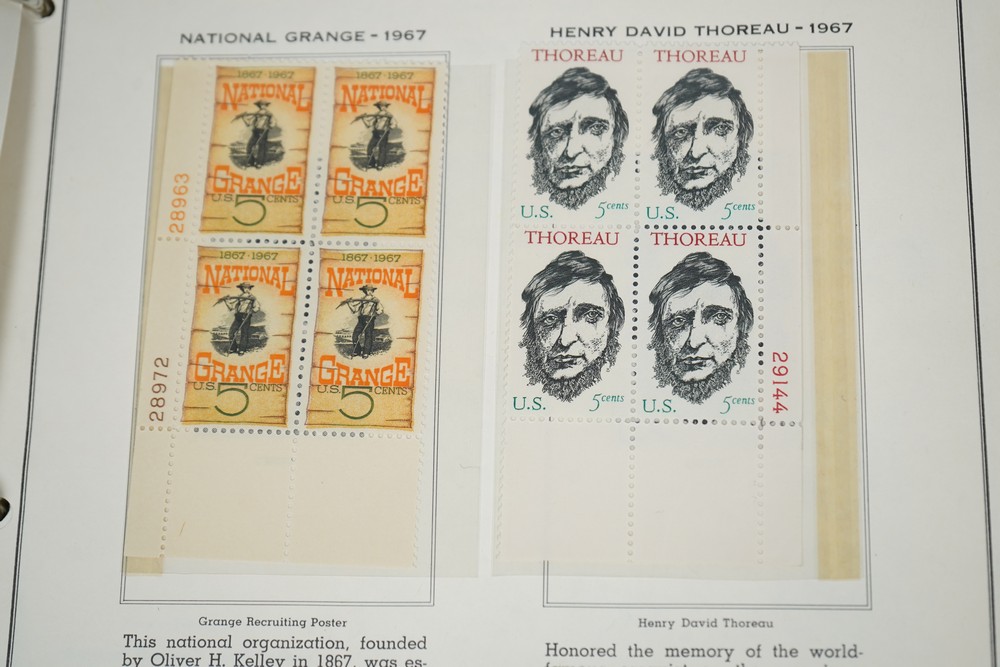 NATIONAL GRANGE - 1967
1867·1967
NATIONAL
GRANGE
U.S. 5 CENTS
1867·1967
NATIONAL
GRANGE
U.S. 5 CENTS
28963
1867·1967
NATIONAL
GRANGE
U.S. 5 CENTS
1867·1967
NATIONAL
GRANGE
U.S. 5 CENTS
28972
Grange Recruiting Poster
This national organization, founded
by Oliver H. Kelley in 1867, was es-
HENRY DAVID THOREAU - 1967
THOREAU
U.S. 5 cents
THOREAU
U.S. 5 cents
THOREAU
U.S. 5 cents
THOREAU
U.S. 5 cents
29144
Henry David Thoreau
Honored the memory of the world-